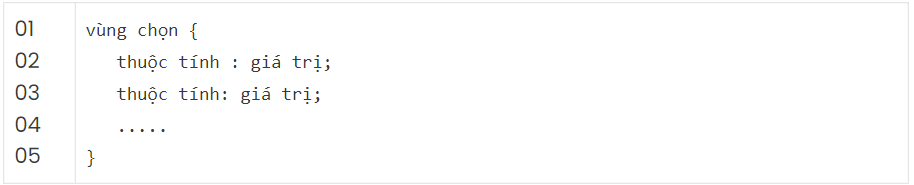 01 vùng chọn {
02 thuộc tính : giá trị;
03 thuộc tính: giá trị;
04 .....
05 }